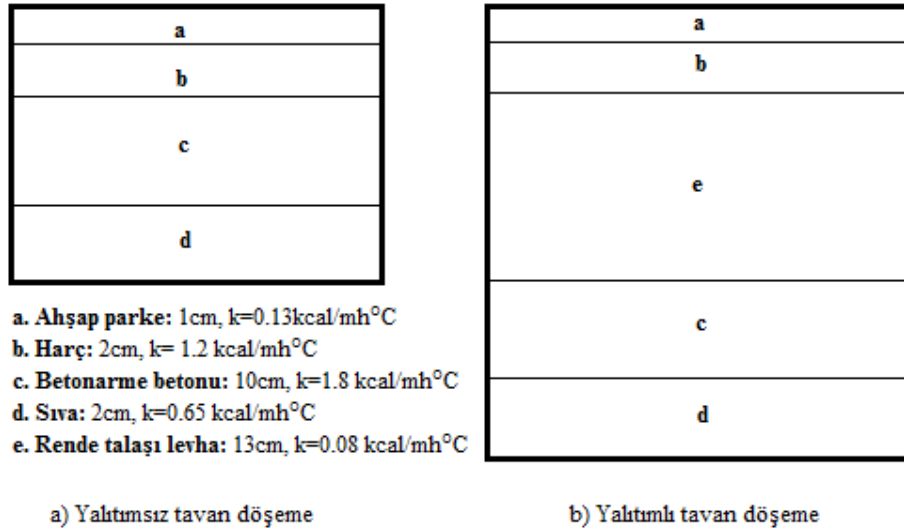 a
b
c
d
a
b
e
c
d
a. Ahşap parke: 1cm, k=0.13kcal/mh°C
b. Harç: 2cm, k= 1.2 kcal/mh°C
c. Betonarme betonu: 10cm, k=1.8 kcal/mh°C
d. Sıva: 2cm, k=0.65 kcal/mh°C
e. Rende talaşı levha: 13cm, k=0.08 kcal/mh°C
a) Yalıtımsız tavan döşeme
b) Yalıtımlı tavan döşeme